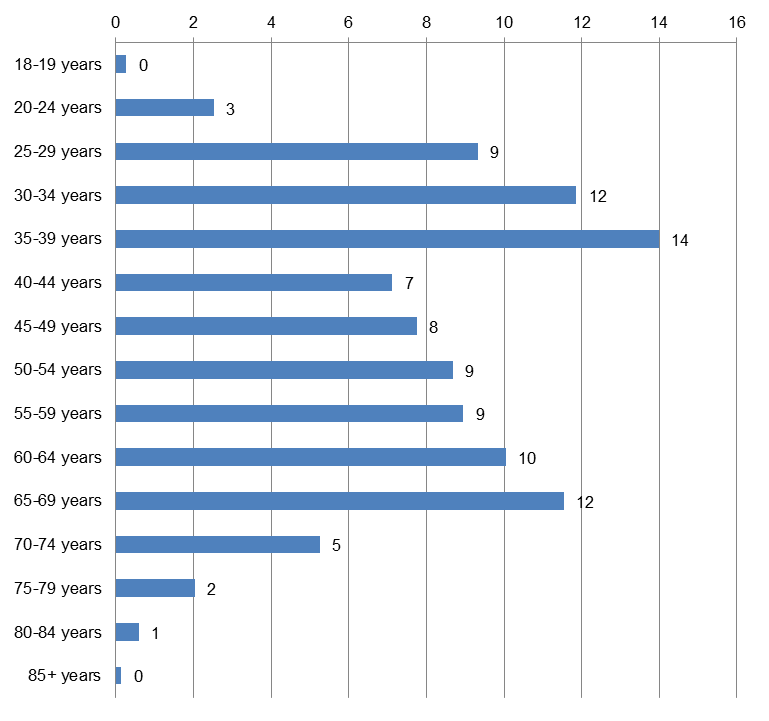 0 2 4 6 8 10 12 14 16
18-19 years 0
20-24 years 3
25-29 years 9
30-34 years 12
35-39 years 14
40-44 years 7
45-49 years 8
50-54 years 9
55-59 years 9
60-64 years 10
65-69 years 12
70-74 years 5
75-79 years 2
80-84 years 1
85+ years 0